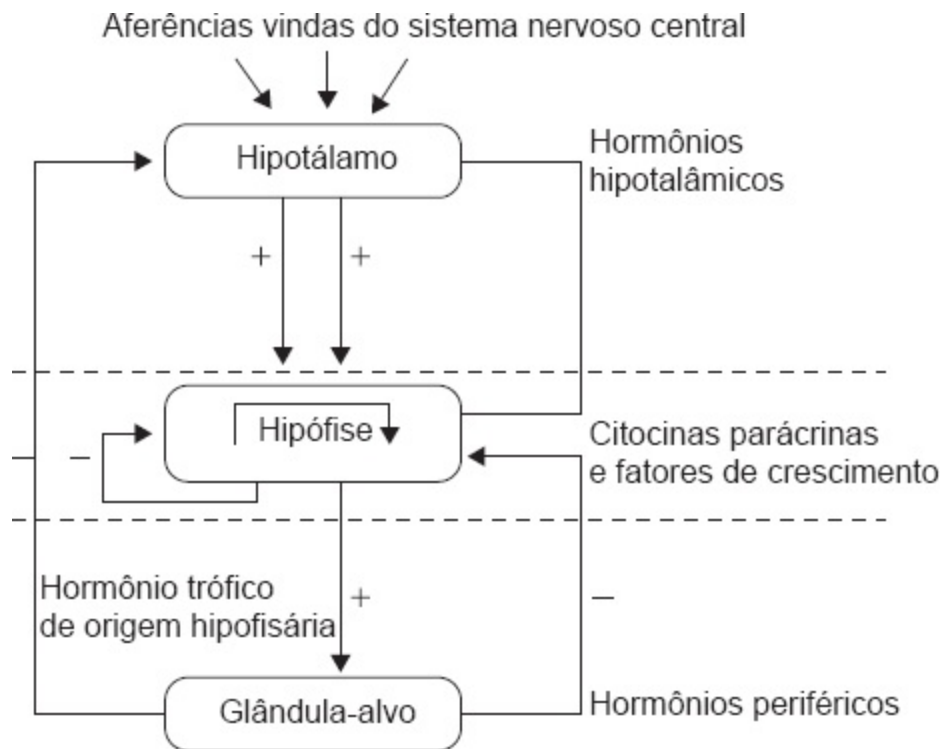 Aferências vindas do sistema nervoso central
Hipotálamo
Hormônios
hipotalâmicos
+ +
Hipófise
Citocinas parácrinas
e fatores de crescimento
– –
Hormônio trófico
de origem hipofisária
+
–
Glândula-alvo
Hormônios periféricos